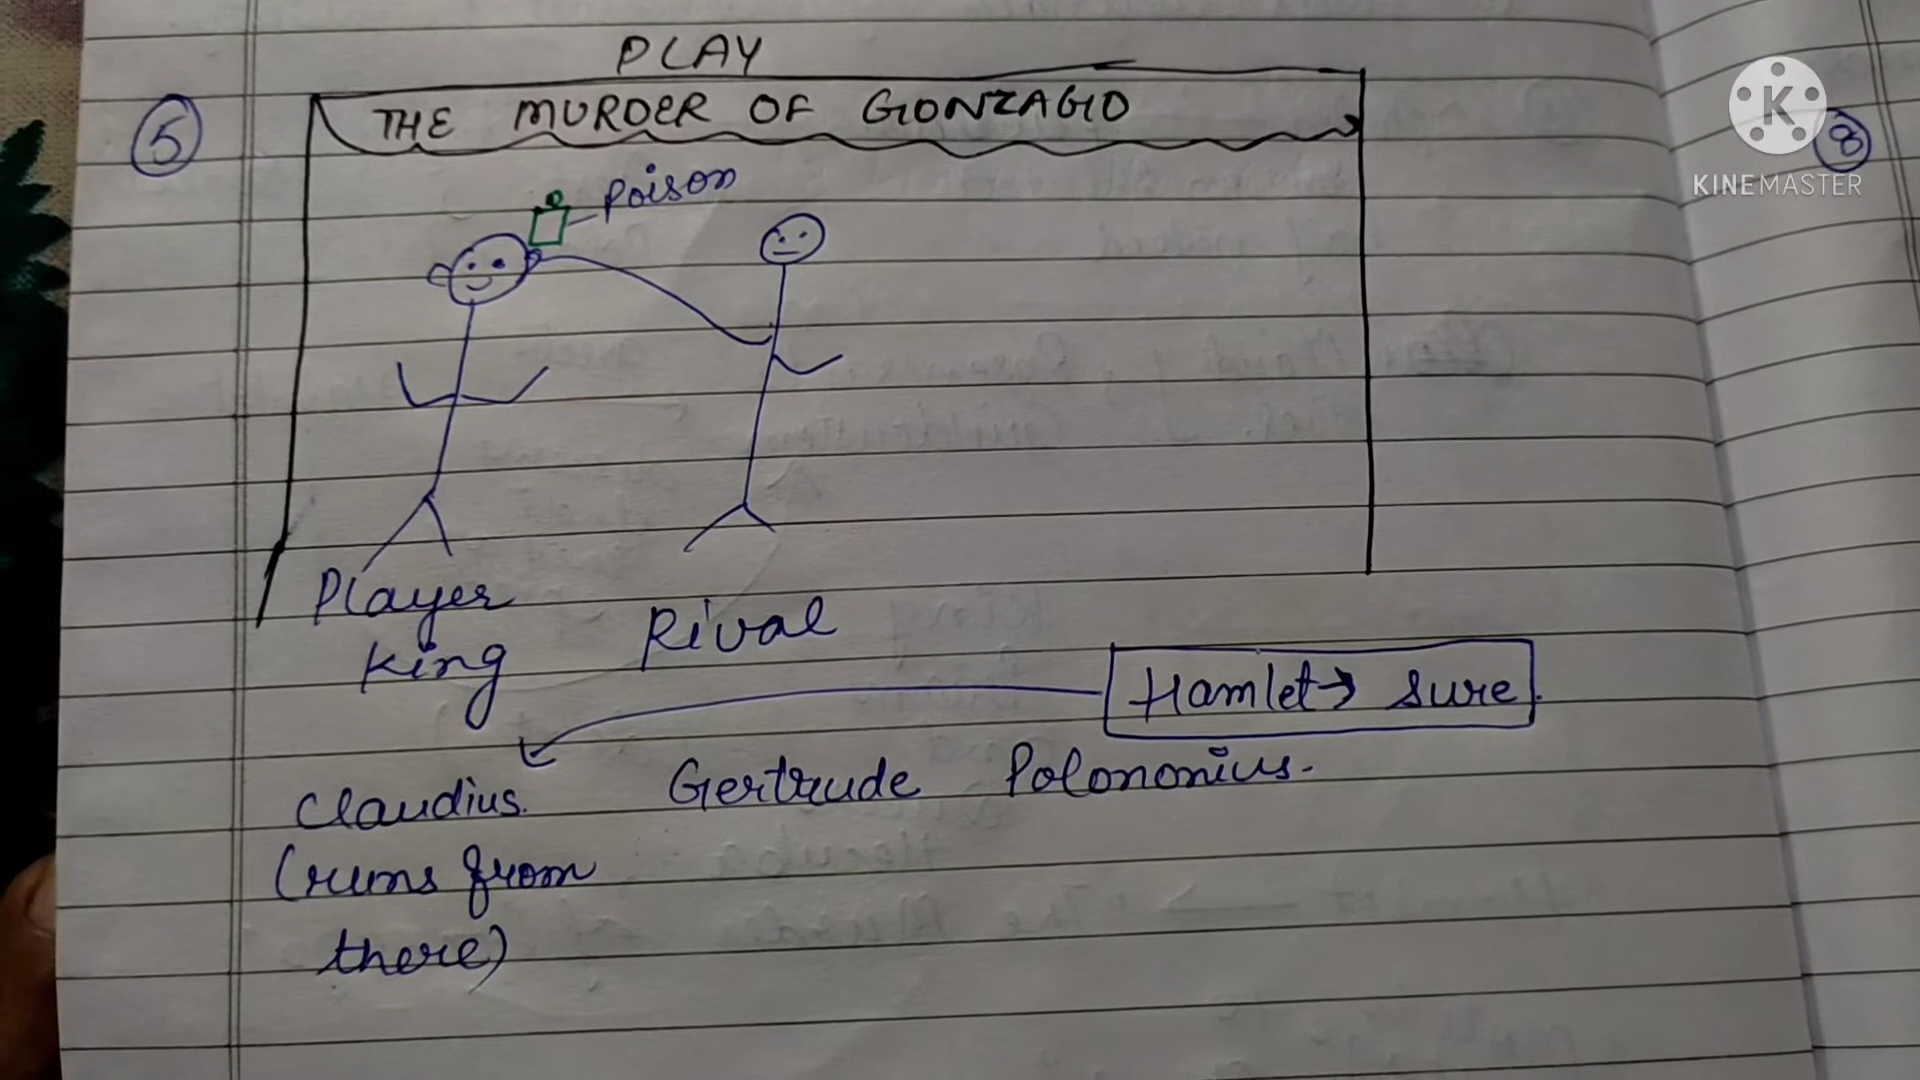 PLAY
5
THE MURDER OF GONZAGO
K
KINEMASTER
8
Poison
Player
King
Rival
Hamlet → sure.
Claudius. Gertrude Polononius.
(runs from
there)